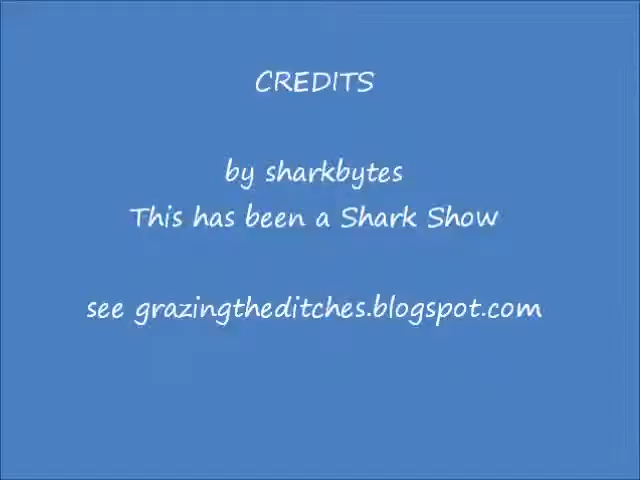 CREDITS
by sharkbytes
This has been a Shark Show
see grazingtheditches.blogspot.com